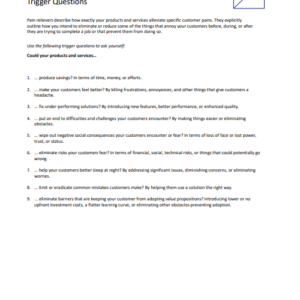 Trigger Questions
Pain relievers describe how exactly your products and services alleviate specific customer pains. They explicitly
outline how you intend to eliminate or reduce some of the things that annoy your customers before, during, or after
they are trying to complete a job or that prevent them from doing so.
Use the following trigger questions to ask yourself:
Could your products and services…
1. … produce savings? In terms of time, money, or efforts.
2. … make your customers feel better? By killing frustrations, annoyances, and other things that give customers a
headache.
3. … fix under-performing solutions? By introducing new features, better performance, or enhanced quality.
4. … put an end to difficulties and challenges your customers encounter? By making things easier or eliminating
obstacles.
5. … wipe out negative social consequences your customers encounter or fear? In terms of loss of face or lost power,
trust, or status.
6. … eliminate risks your customers fear? In terms of financial, social, technical risks, or things that could potentially go
wrong.
7. … help your customers better sleep at night? By addressing significant issues, diminishing concerns, or eliminating
worries.
8. … limit or eradicate common mistakes customers make? By helping them use a solution the right way.
9. … eliminate barriers that are keeping your customer from adopting value propositions? Introducing lower or no
upfront investment costs, a flatter learning curve, or eliminating other obstacles preventing adoption.